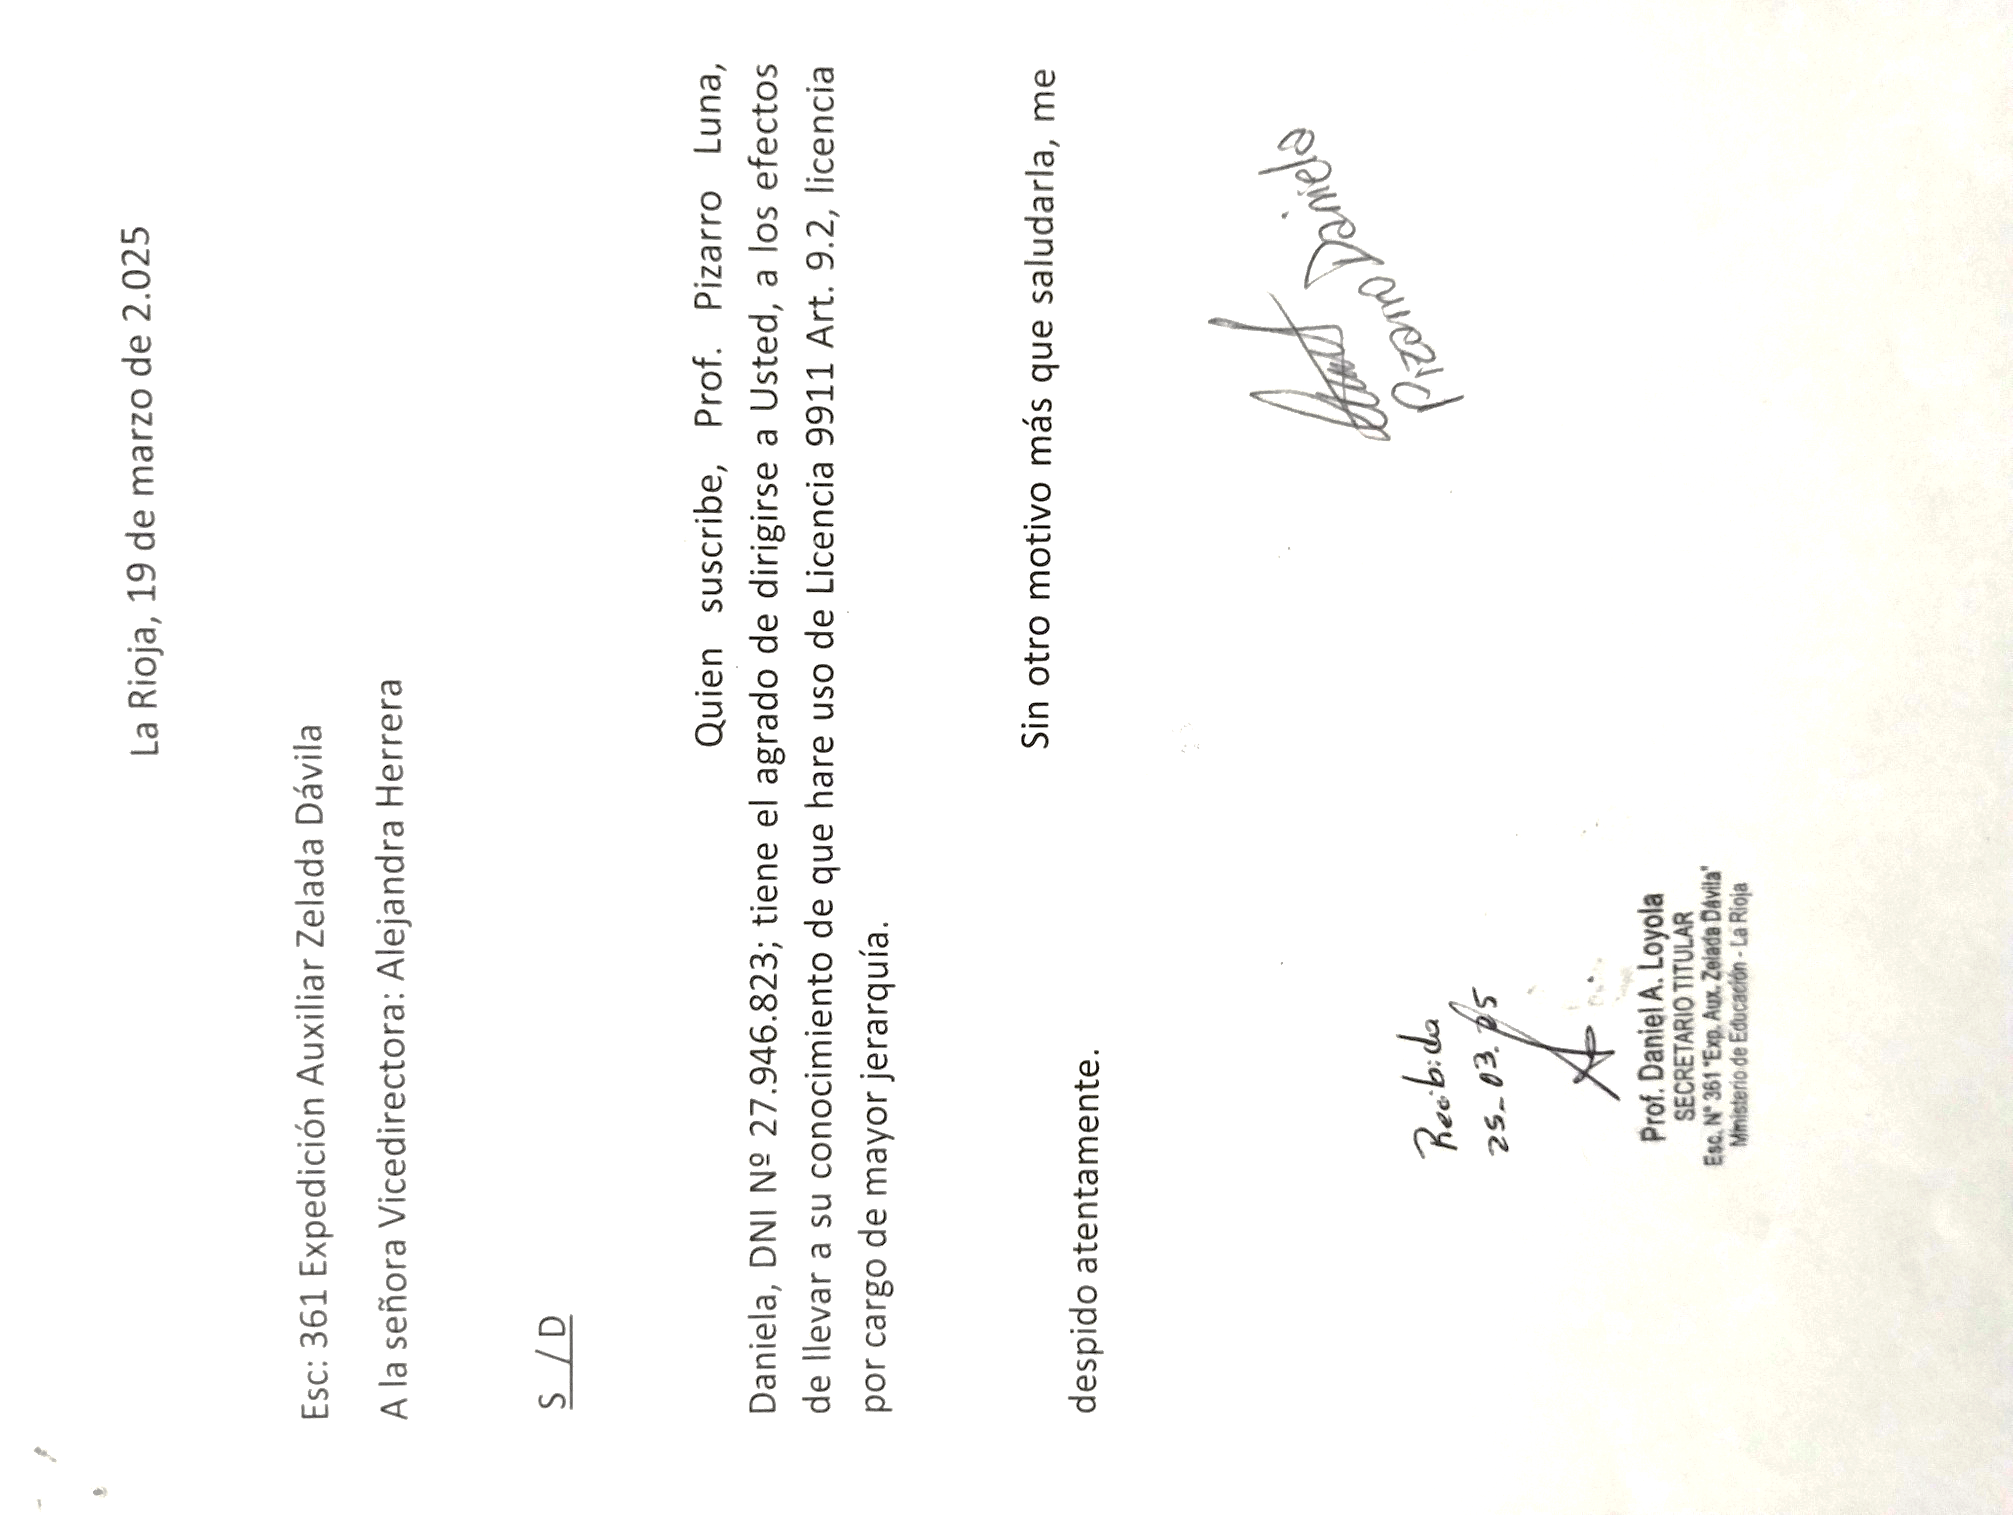 La Rioja, 19 de marzo de 2.025
Esc: 361 Expedición Auxiliar Zelada Dávila
A la señora Vicedirectora: Alejandra Herrera
S / D
Quien suscribe, Prof. Pizarro Luna,
Daniela, DNI Nº 27.946.823; tiene el agrado de dirigirse a Usted, a los efectos
de llevar a su conocimiento de que hare uso de Licencia 9911 Art. 9.2, licencia
por cargo de mayor jerarquía.
Sin otro motivo más que saludarla, me
despido atentamente.
Pizarro Daniela
Recibida
25-03-
Prof. Daniel A. Loyola
SECRETARIO TITULAR
Esc. N° 361 "Exp. Aux. Zelada Dávila"
Ministerio de Educación - La Rioja